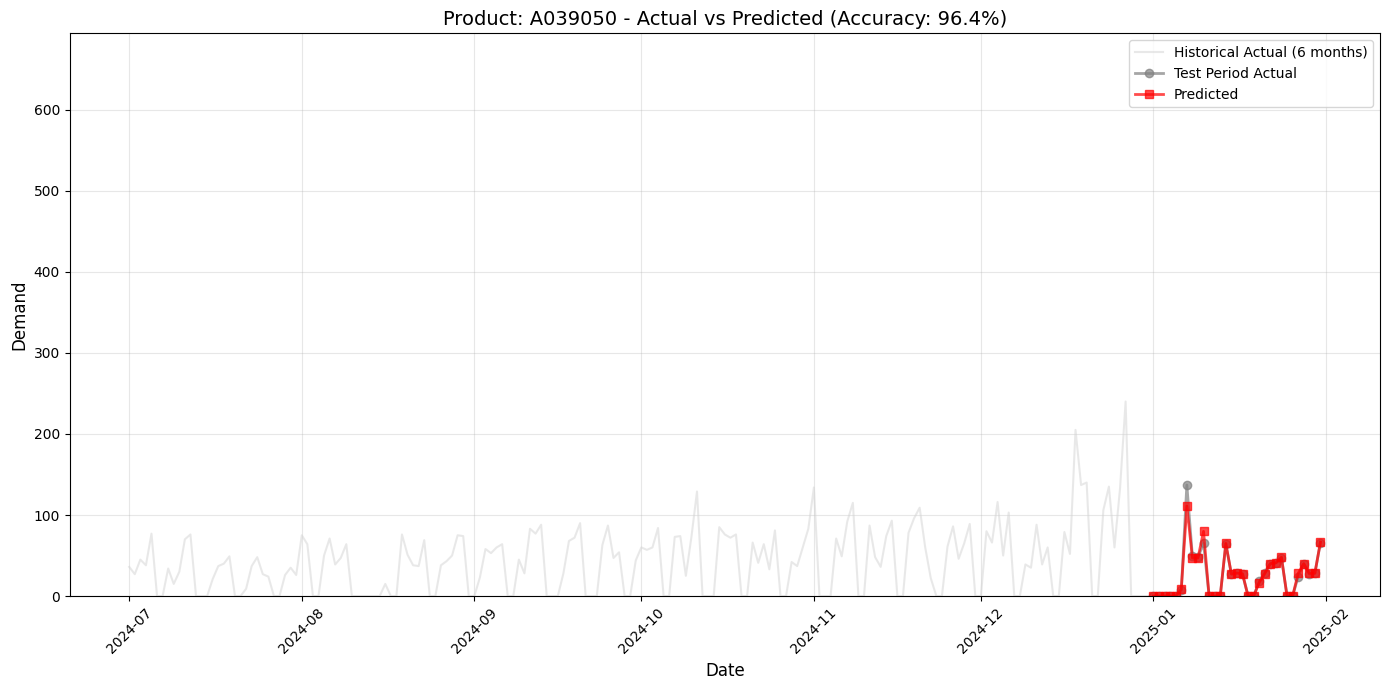 Product: A039050 - Actual vs Predicted (Accuracy: 96.4%)
Historical Actual (6 months)
Test Period Actual
Predicted
Demand
600
500
400
300
200
100
0
2024-07
2024-08
2024-09
2024-10
2024-11
2024-12
2025-01
2025-02
Date